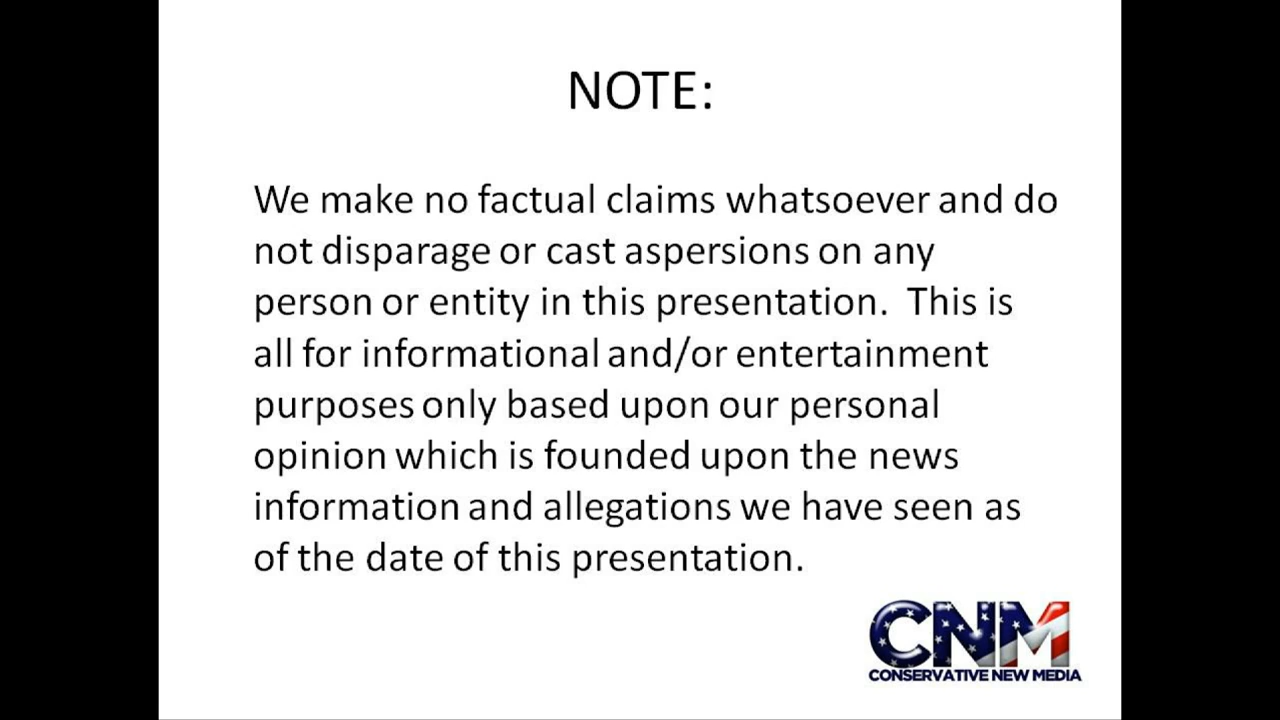 NOTE:
We make no factual claims whatsoever and do
not disparage or cast aspersions on any
person or entity in this presentation.  This is
all for informational and/or entertainment
purposes only based upon our personal
opinion which is founded upon the news
information and allegations we have seen as
of the date of this presentation.
CNM
CONSERVATIVE NEW MEDIA